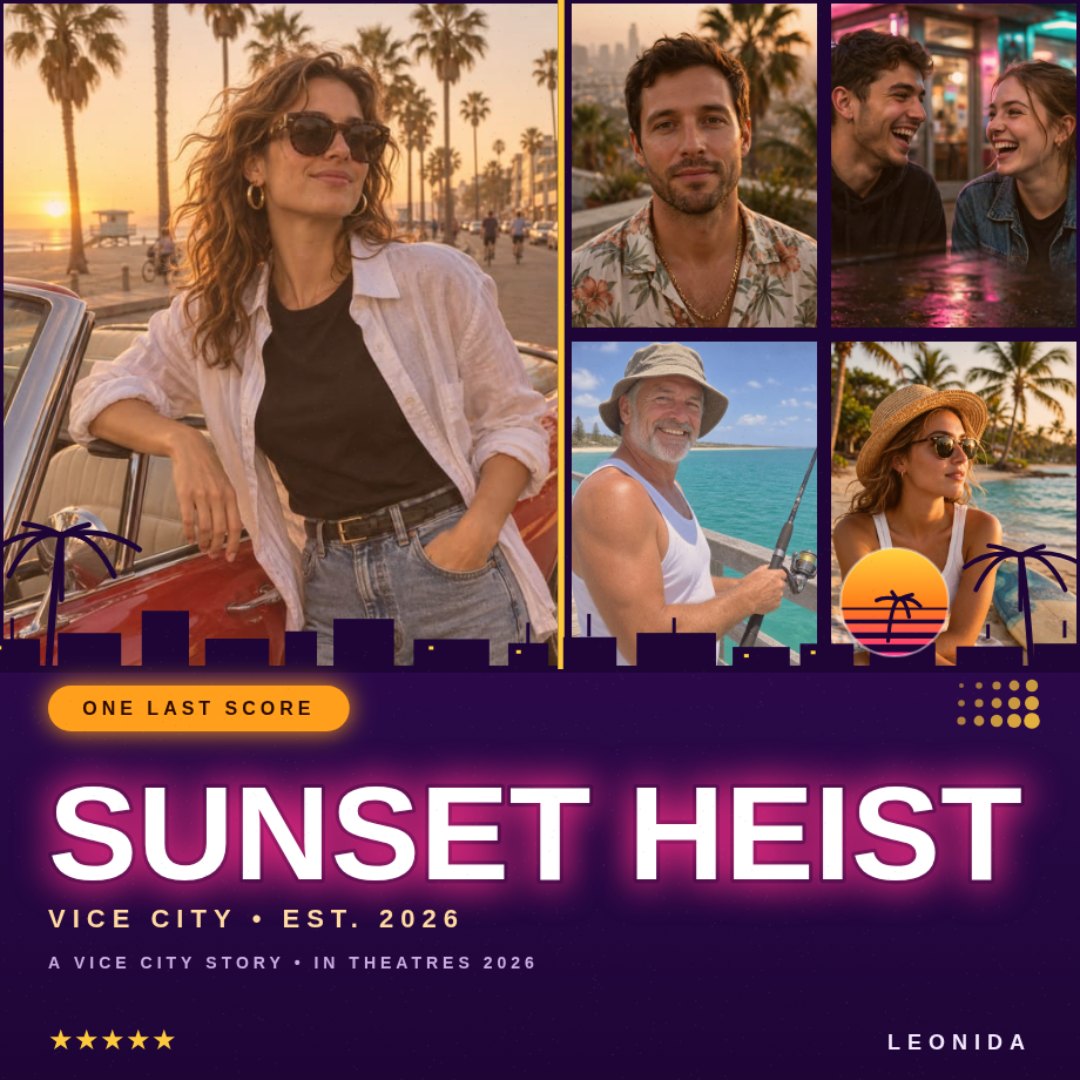 ONE LAST SCORE
SUNSET HEIST
VICE CITY • EST. 2026
A VICE CITY STORY • IN THEATRES 2026
★★★★★
LEONIDA